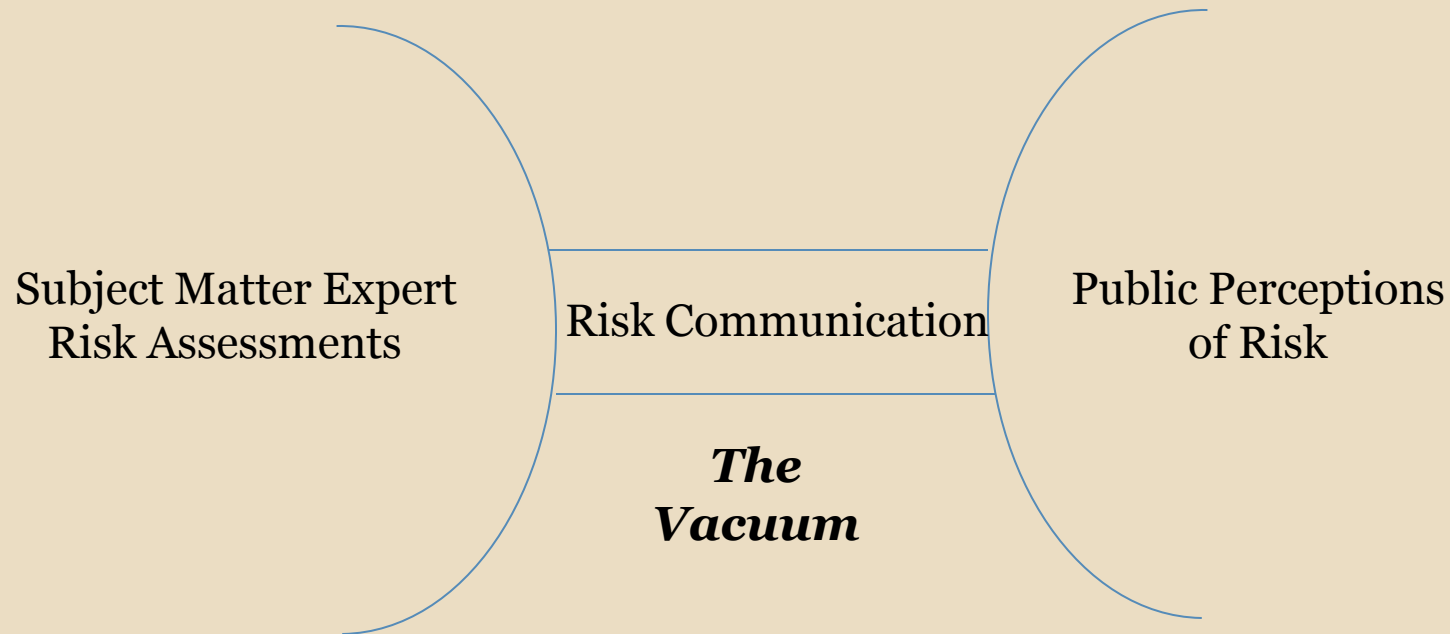 Subject Matter Expert
Risk Assessments
Risk Communication
Public Perceptions
of Risk
The
Vacuum